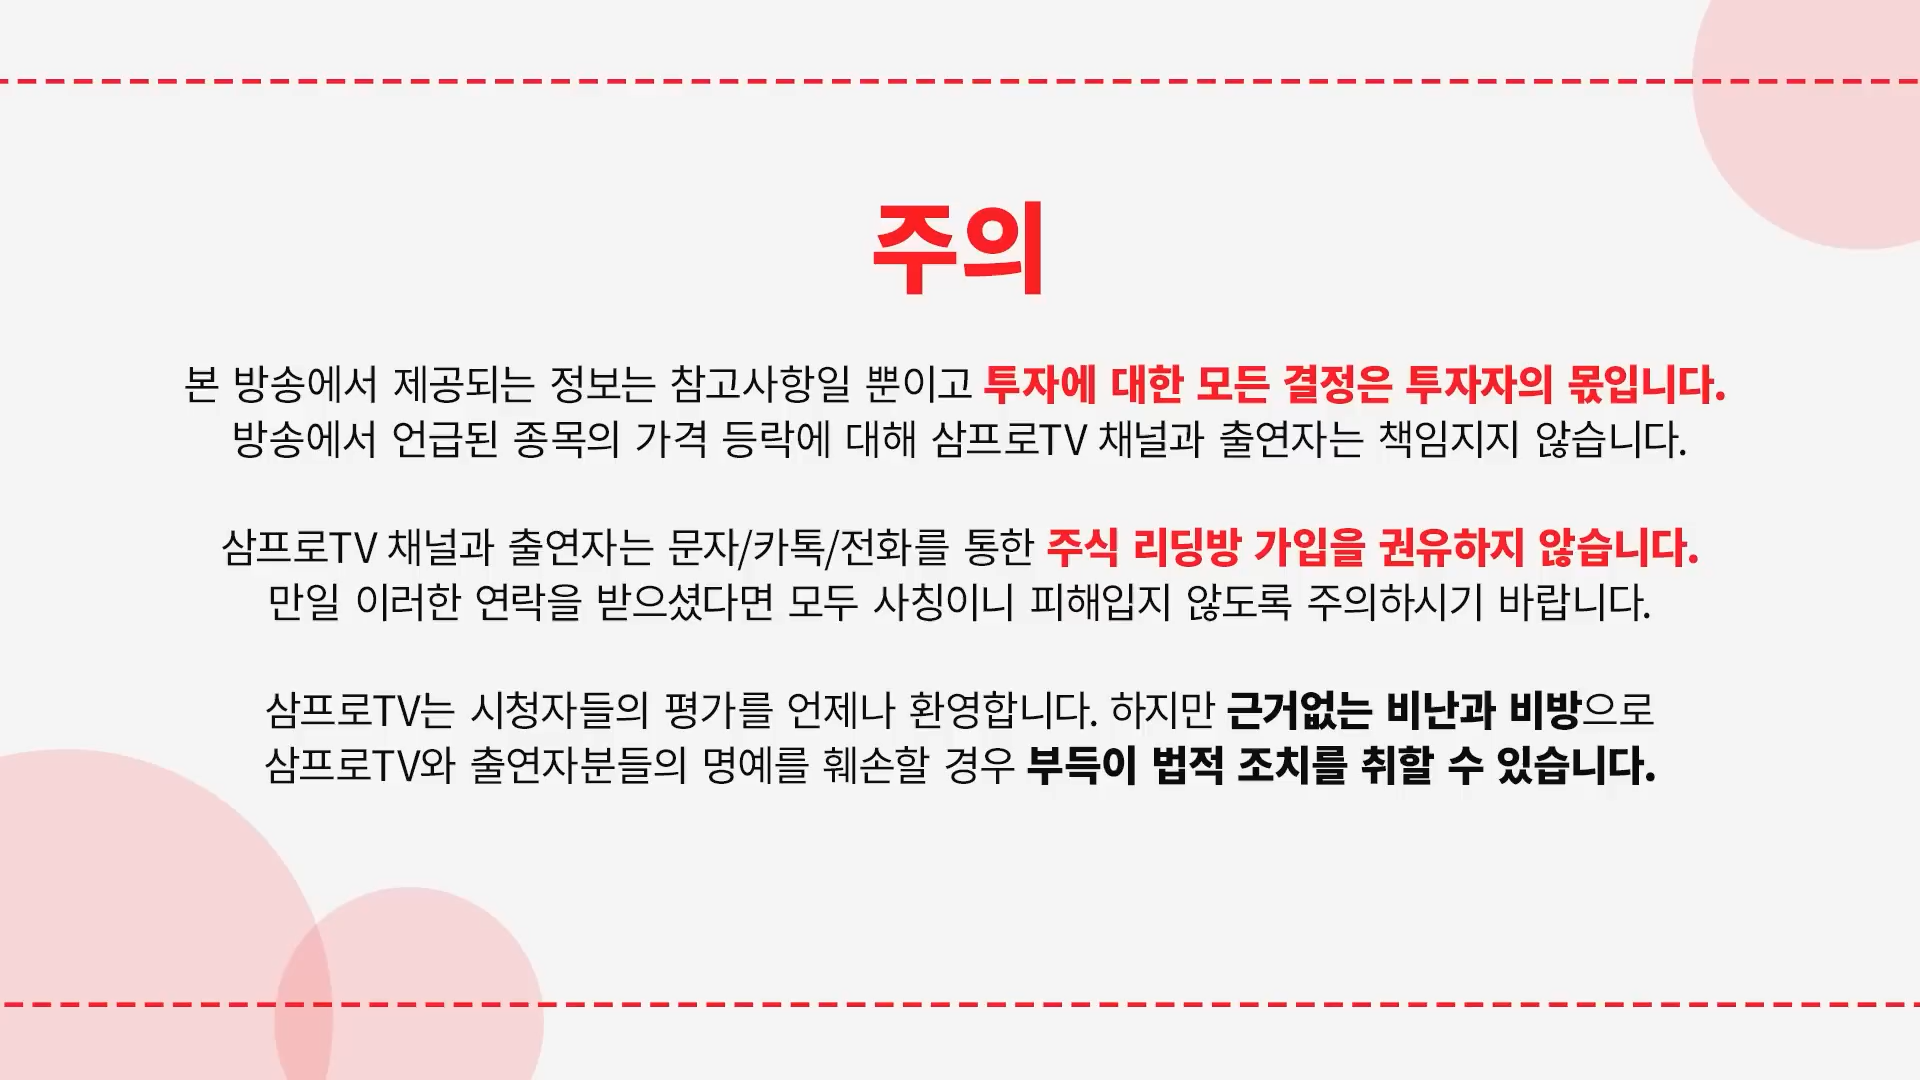 주의
본 방송에서 제공되는 정보는 참고사항일 뿐이고 투자에 대한 모든 결정은 투자자의 몫입니다.
방송에서 언급된 종목의 가격 등락에 대해 삼프로TV 채널과 출연자는 책임지지 않습니다.
삼프로TV 채널과 출연자는 문자/카톡/전화를 통한 주식 리딩방 가입을 권유하지 않습니다.
만일 이러한 연락을 받으셨다면 모두 사칭이니 피해입지 않도록 주의하시기 바랍니다.
삼프로TV는 시청자들의 평가를 언제나 환영합니다. 하지만 근거없는 비난과 비방으로
삼프로TV와 출연자분들의 명예를 훼손할 경우 부득이 법적 조치를 취할 수 있습니다.